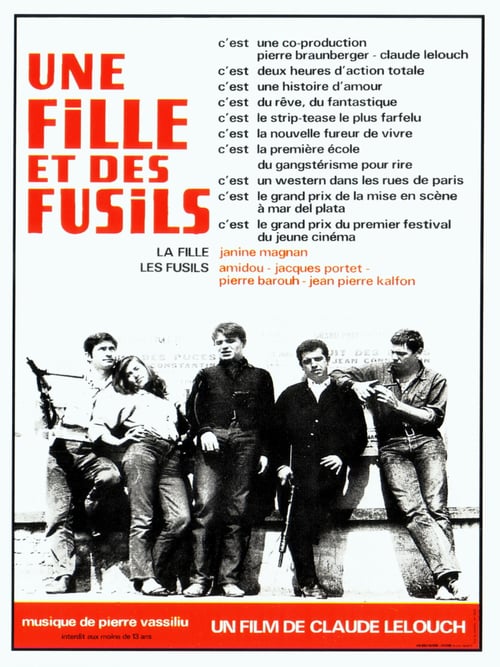 UNE
FiLLE
ET DES
FUSiLS
c'est une co-production
pierre braunberger - claude lelouch
c'est deux heures d'action totale
c'est une histoire d'amour
c'est du rêve, du fantastique
c'est le strip-tease le plus farfelu
c'est la nouvelle fureur de vivre
c'est la première école
du gangstérisme pour rire
c'est un western dans les rues de paris
c'est le grand prix de la mise en scène
à mar del plata
c'est le grand prix du premier festival
du jeune cinéma
LA FILLE janine magnan
LES FUSILS amidou - jacques portet -
pierre barouh - jean pierre kalfon
DES PUCES
CONSTANTIN
JEAN CONST
musique de pierre vassiliu
interdit aux moins de 13 ans
UN FILM DE CLAUDE LELOUCH